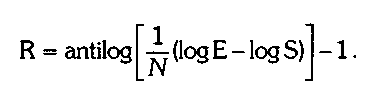 R = antilog[1/N (log E – log S)] – 1.